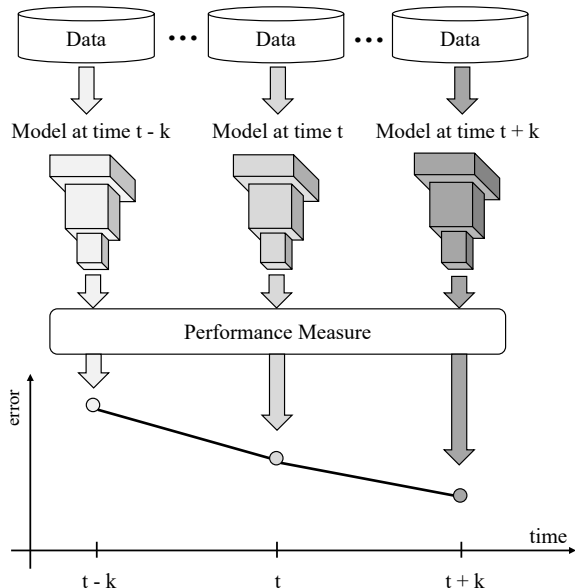 Data ••• Data ••• Data
Model at time t - k Model at time t Model at time t + k
Performance Measure
error
time
t - k t t + k